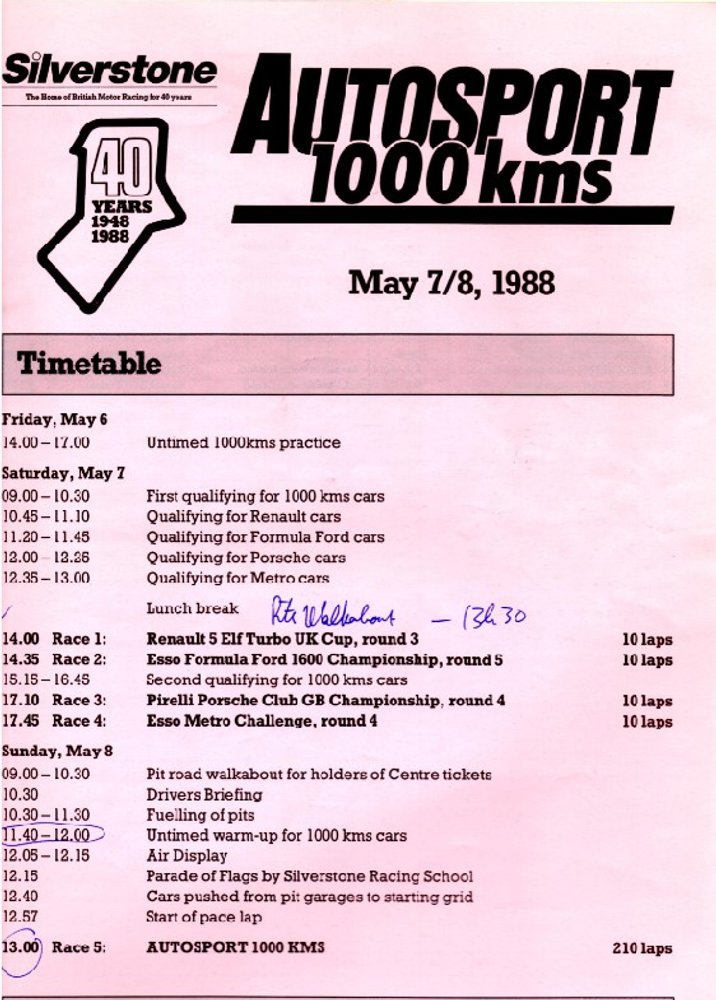 Silverstone
The Home of British Motor Racing for 40 years
AUTOSPORT
1000 kms
40
YEARS
1948
1988
May 7/8, 1988
Timetable
Friday, May 6
14.00 – 17.00 Untimed 1000kms practice
Saturday, May 7
09.00 – 10.30 First qualifying for 1000 kms cars
10.45 – 11.10 Qualifying for Renault cars
11.20 – 11.45 Qualifying for Formula Ford cars
12.00 – 12.25 Qualifying for Porsche cars
12.35 – 13.00 Qualifying for Metro cars
Lunch break Pits Walkabout – 13h30
14.00 Race 1: Renault 5 Elf Turbo UK Cup, round 3 10 laps
14.35 Race 2: Esso Formula Ford 1600 Championship, round 5 10 laps
15.15 – 16.45 Second qualifying for 1000 kms cars
17.10 Race 3: Pirelli Porsche Club GB Championship, round 4 10 laps
17.45 Race 4: Esso Metro Challenge, round 4 10 laps
Sunday, May 8
09.00 – 10.30 Pit road walkabout for holders of Centre tickets
10.30 Drivers Briefing
10.30 – 11.30 Fuelling of pits
11.40 – 12.00 Untimed warm-up for 1000 kms cars
12.05 – 12.15 Air Display
12.15 Parade of Flags by Silverstone Racing School
12.40 Cars pushed from pit garages to starting grid
12.57 Start of pace lap
13.00 Race 5: AUTOSPORT 1000 KMS 210 laps